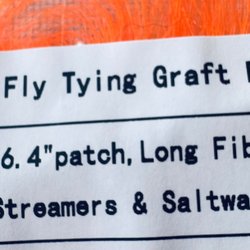 Fly Tying Graft
6.4"patch,Long Fib
Streamers & Saltwa